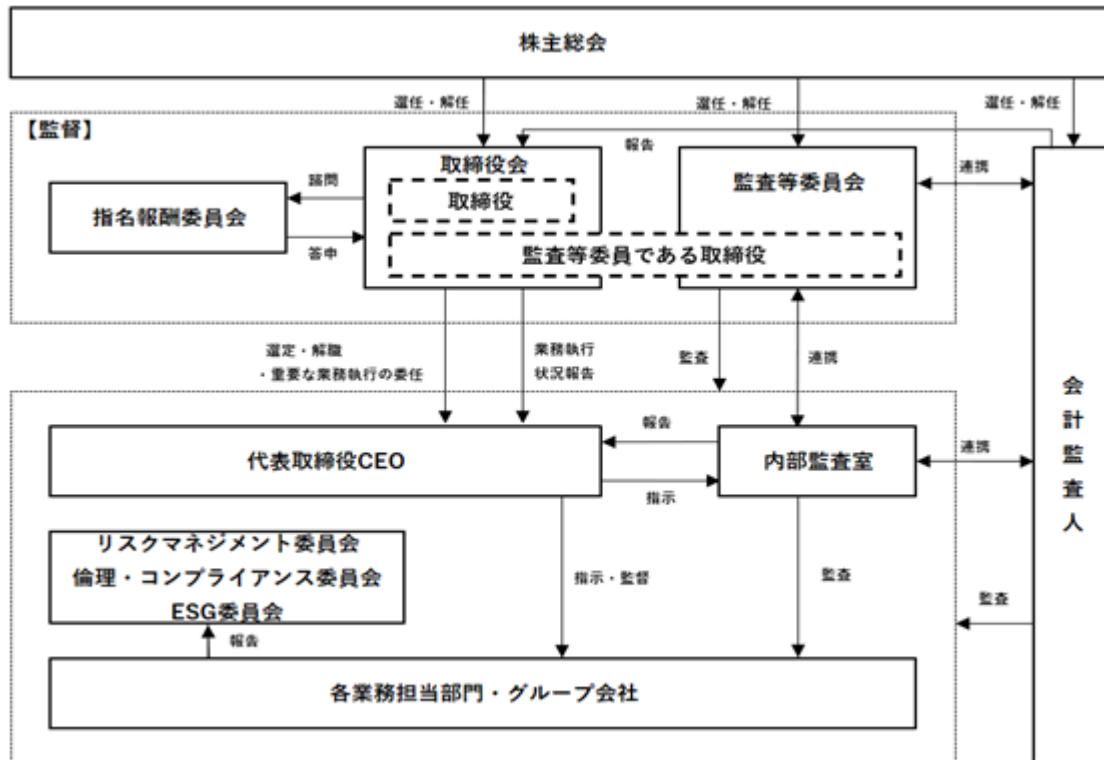 株主総会
選任・解任
選任・解任
選任・解任
【監督】
報告
取締役会
取締役
監査等委員会
監査等委員である取締役
諮問
指名報酬委員会
答申
連携
選定・解職
・重要な業務執行の委任
業務執行
状況報告
監査
連携
代表取締役CEO
報告
指示
内部監査室
連携
会計監査人
リスクマネジメント委員会
倫理・コンプライアンス委員会
ESG委員会
指示・監督
監査
監査
報告
各業務担当部門・グループ会社